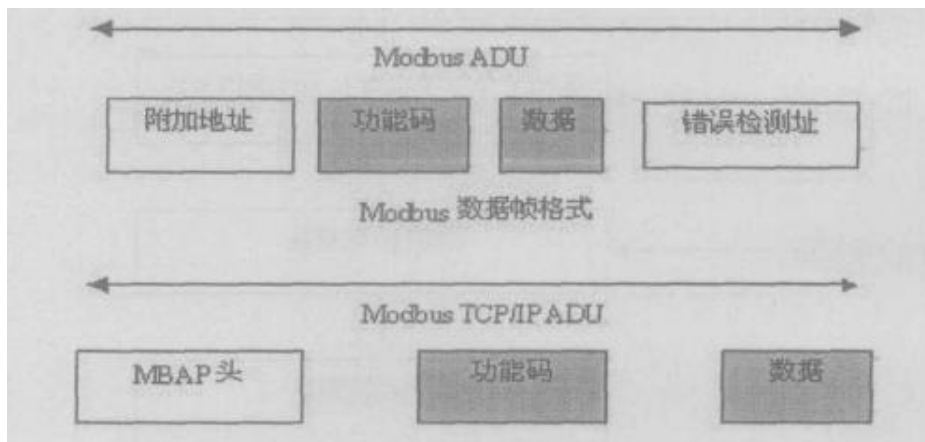 Modbus ADU
附加地址 功能码 数据 错误检测址
Modbus 数据帧格式
Modbus TCP/IP ADU
MBAP 头 功能码 数据